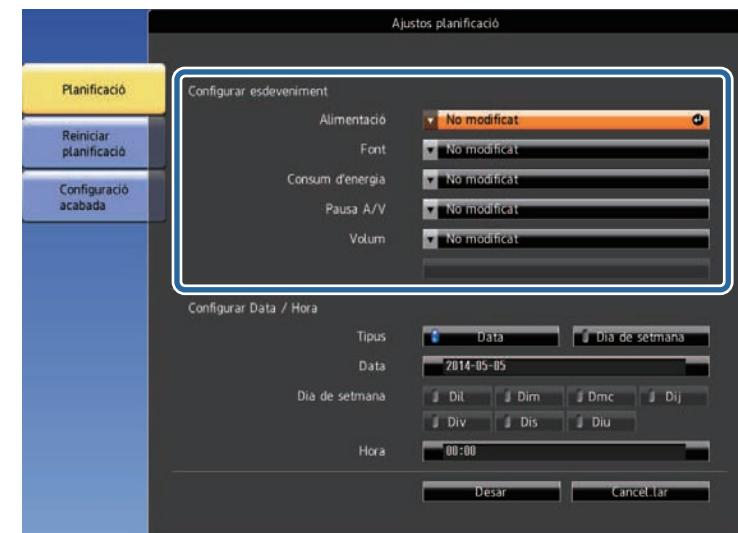 Ajustos planificació
Planificació
Reiniciar
planificació
Configuració
acabada
Configurar esdeveniment
Alimentació No modificat
Font No modificat
Consum d'energia No modificat
Pausa A/V No modificat
Volum No modificat
Configurar Data / Hora
Tipus Data Dia de setmana
Data 2014-05-05
Dia de setmana Dil Dim Dmc Dij
Div Dis Diu
Hora 00:00
Desar Cancel.lar